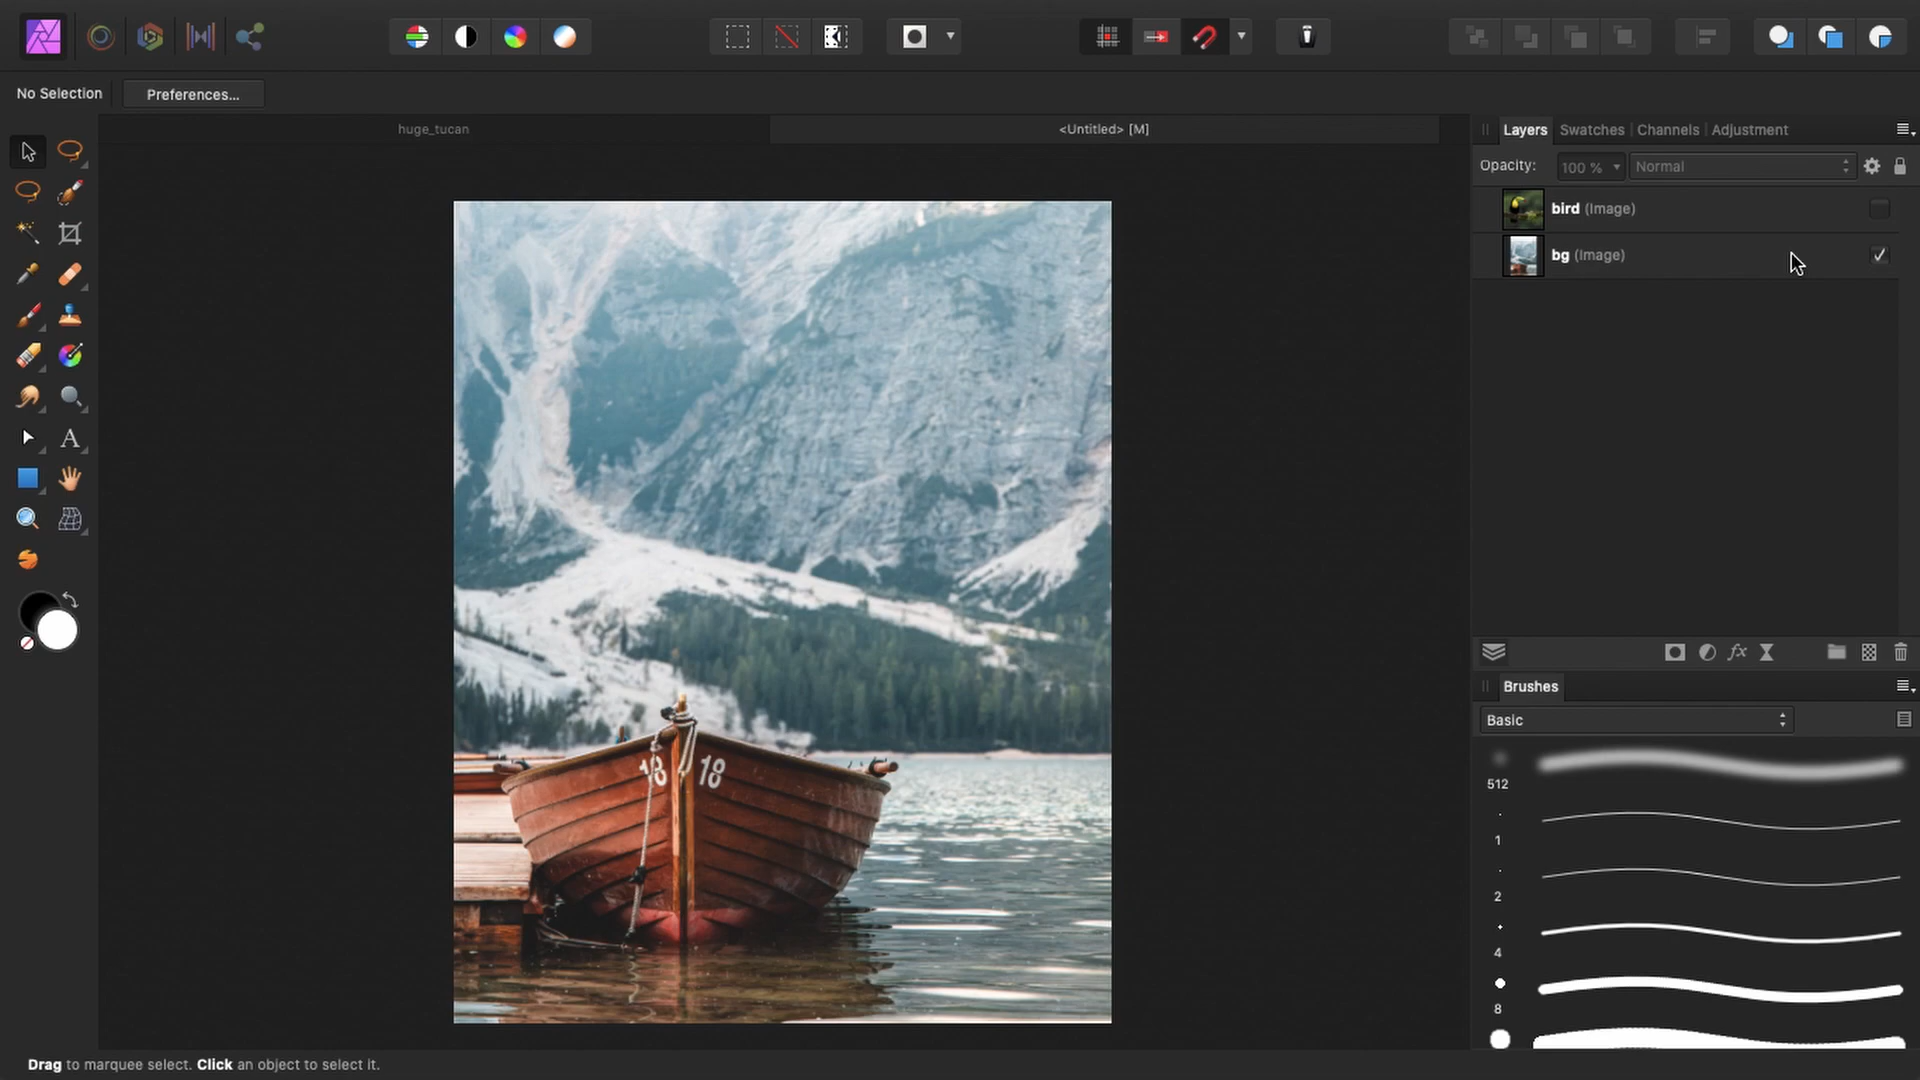 No Selection
Preferences...
huge_tucan
<Untitled> [M]
Layers
Swatches
Channels
Adjustment
Opacity:
100 %
Normal
bird (Image)
bg (Image)
18
18
fx
Brushes
Basic
512
1
2
4
8
Drag to marquee select. Click an object to select it.